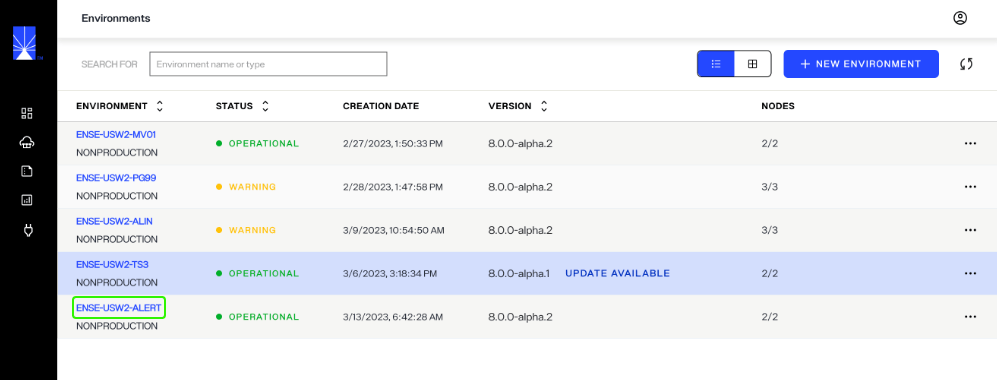 Environments
SEARCH FOR Environment name or type + NEW ENVIRONMENT
ENVIRONMENT STATUS CREATION DATE VERSION NODES
ENSE-USW2-MV01
NONPRODUCTION OPERATIONAL 2/27/2023, 1:50:33 PM 8.0.0-alpha.2 2/2
ENSE-USW2-PG99
NONPRODUCTION WARNING 2/28/2023, 1:47:58 PM 8.0.0-alpha.2 3/3
ENSE-USW2-ALIN
NONPRODUCTION WARNING 3/9/2023, 10:54:50 AM 8.0.0-alpha.2 3/3
ENSE-USW2-TS3
NONPRODUCTION OPERATIONAL 3/6/2023, 3:18:34 PM 8.0.0-alpha.1 UPDATE AVAILABLE 2/2
ENSE-USW2-ALERT
NONPRODUCTION OPERATIONAL 3/13/2023, 6:42:28 AM 8.0.0-alpha.2 2/2